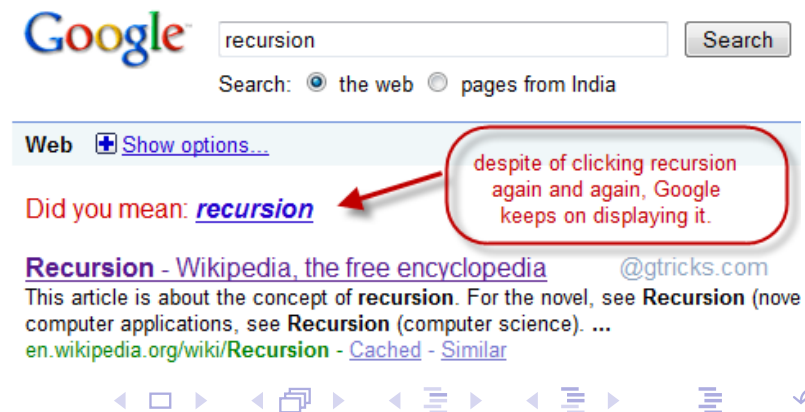 Google
recursion
Search
Search: the web pages from India
Web Show options...
despite of clicking recursion
again and again, Google
keeps on displaying it.
Did you mean: recursion
Recursion - Wikipedia, the free encyclopedia
@gtricks.com
This article is about the concept of recursion. For the novel, see Recursion (nove
computer applications, see Recursion (computer science). ...
en.wikipedia.org/wiki/Recursion - Cached - Similar